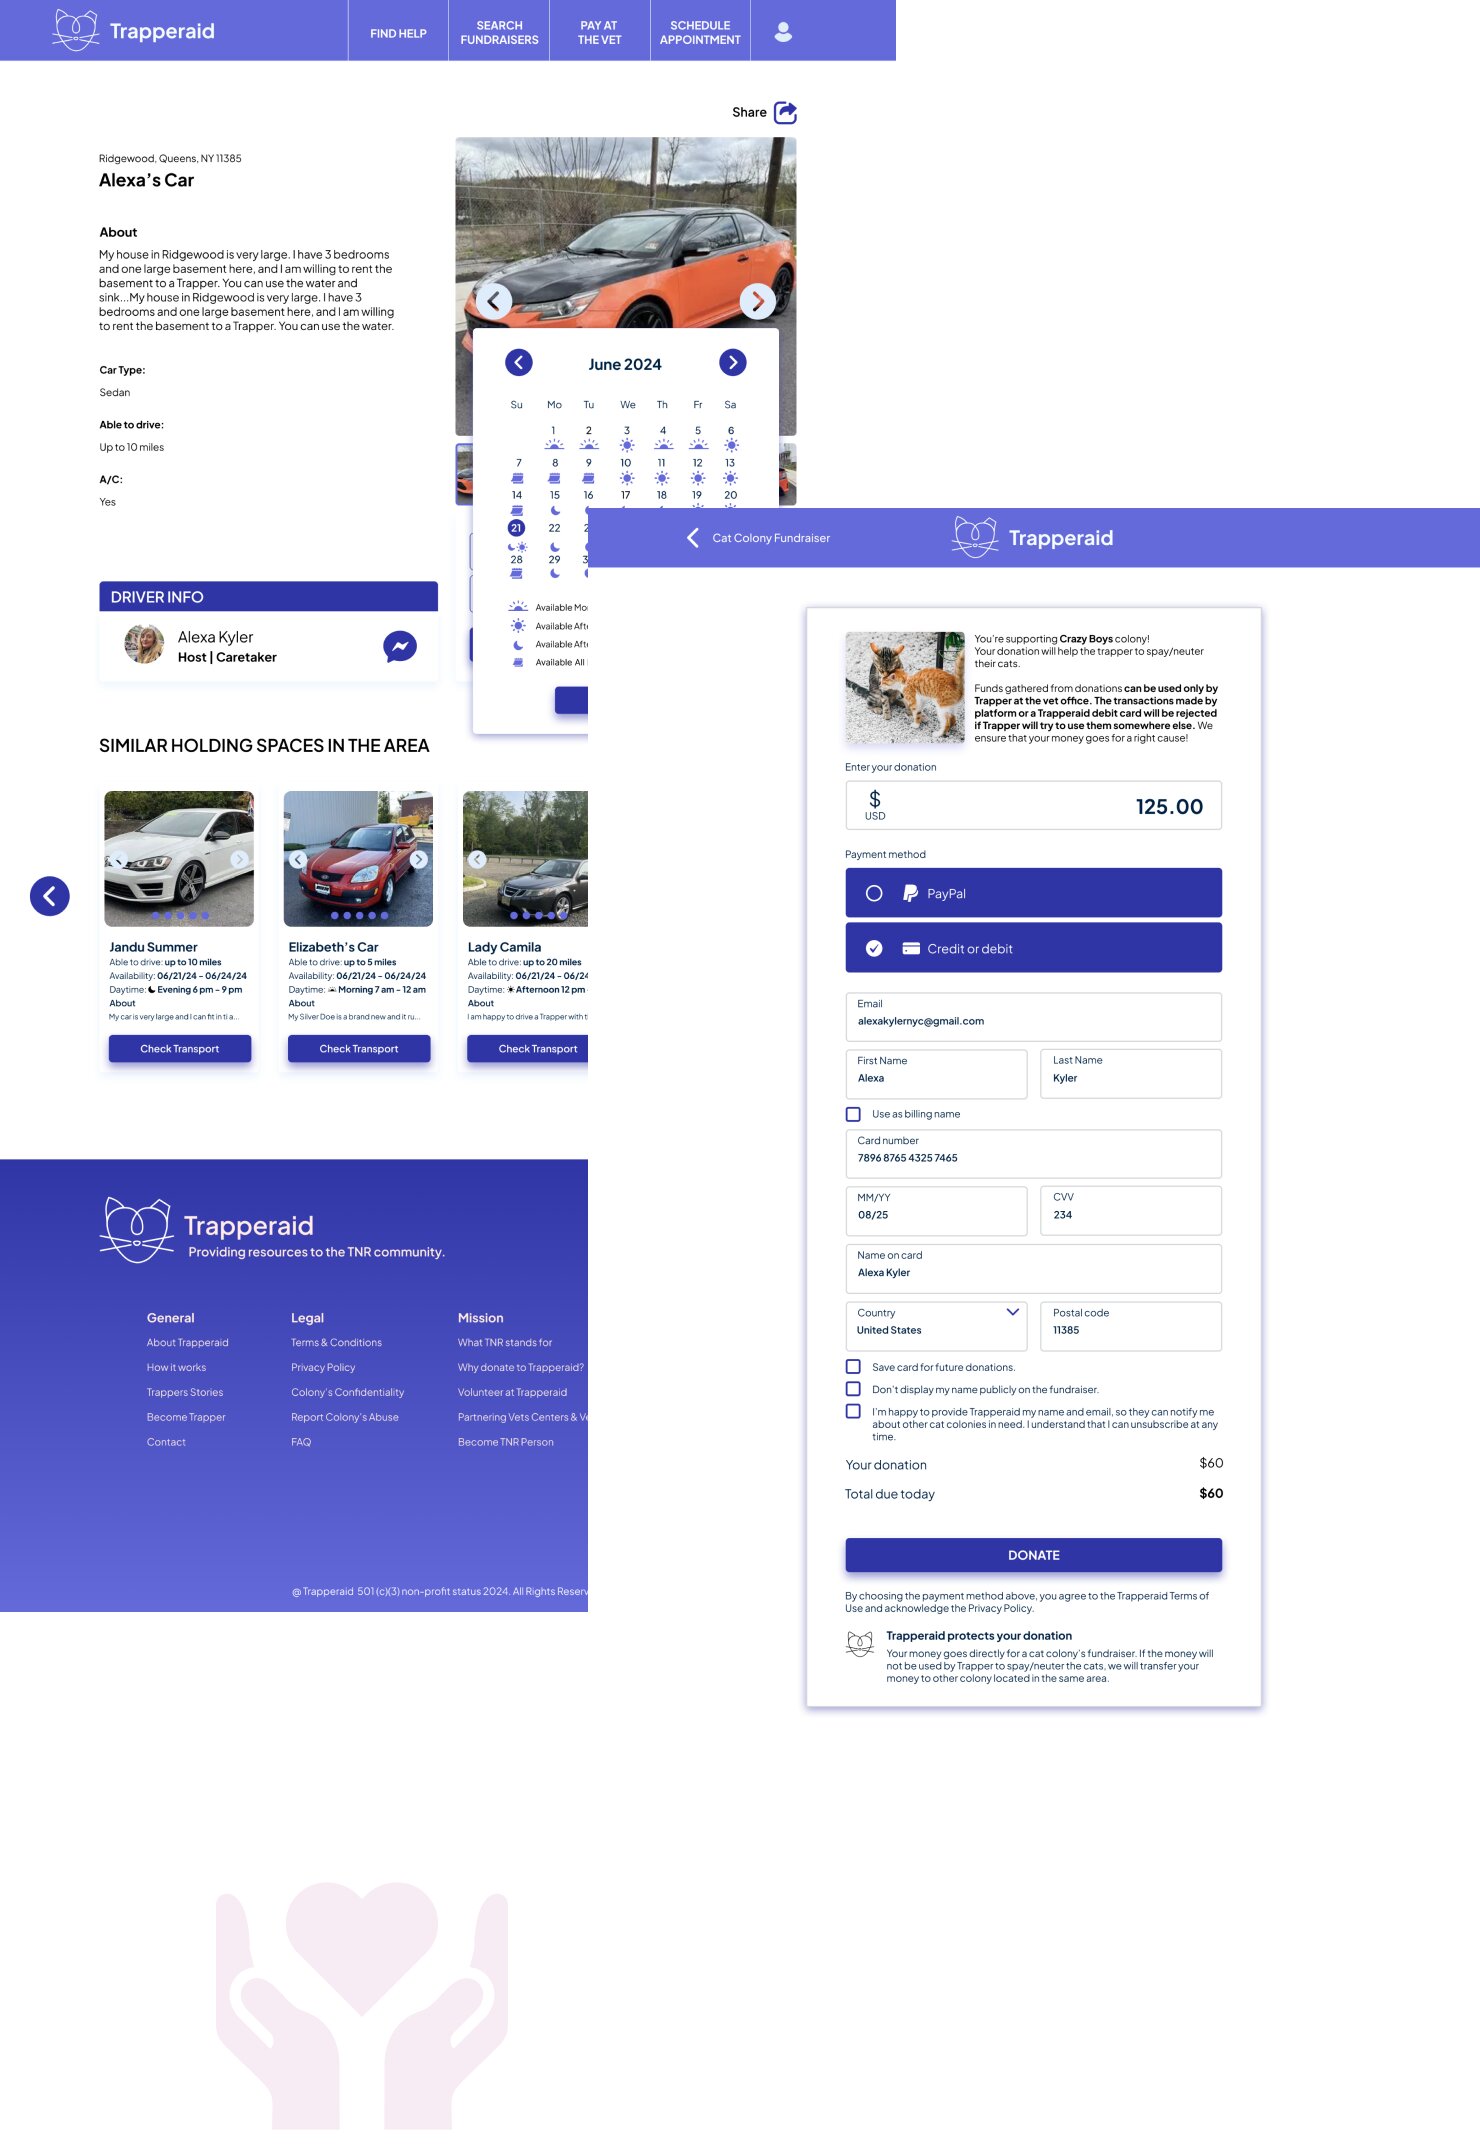 Trapperaid
FIND HELP
SEARCH
FUNDRAISERS
PAY AT
THE VET
SCHEDULE
APPOINTMENT
Share
Ridgewood, Queens, NY 11385
Alexa's Car
About
My house in Ridgewood is very large. I have 3 bedrooms
and one large basement here, and I am willing to rent the
basement to a Trapper. You can use the water and
sink...My house in Ridgewood is very large. I have 3
bedrooms and one large basement here, and I am willing
to rent the basement to a Trapper. You can use the water.
Car Type:
Sedan
Able to drive:
Up to 10 miles
A/C:
Yes
DRIVER INFO
Alexa Kyler
Host | Caretaker
June 2024
Su Mo Tu We Th Fr Sa
1 2 3 4 5 6
7 8 9 10 11 12 13
14 15 16 17 18 19 20
21 22 2
28 29 3
Available Mo
Available Afte
Available Afte
Available All
SIMILAR HOLDING SPACES IN THE AREA
Jandu Summer
Able to drive: up to 10 miles
Availability: 06/21/24 - 06/24/24
Daytime: Evening 6 pm - 9 pm
About
My car is very large and I can fit in ti a...
Check Transport
Elizabeth's Car
Able to drive: up to 5 miles
Availability: 06/21/24 - 06/24/24
Daytime: Morning 7 am - 12 am
About
My Silver Doe is a brand new and it ru...
Check Transport
Lady Camila
Able to drive: up to 20 miles
Availability: 06/21/24 - 06/24
Daytime: Afternoon 12 pm
About
I am happy to drive a Trapper with t
Check Transport
Trapperaid
Providing resources to the TNR community.
General
About Trapperaid
How it works
Trappers Stories
Become Trapper
Contact
Legal
Terms & Conditions
Privacy Policy
Colony's Confidentiality
Report Colony's Abuse
FAQ
Mission
What TNR stands for
Why donate to Trapperaid?
Volunteer at Trapperaid
Partnering Vets Centers & Ve
Become TNR Person
@ Trapperaid 501 (c)(3) non-profit status 2024. All Rights Reserv
Cat Colony Fundraiser
Trapperaid
You're supporting Crazy Boys colony!
Your donation will help the trapper to spay/neuter
their cats.
Funds gathered from donations can be used only by
Trapper at the vet office. The transactions made by
platform or a Trapperaid debit card will be rejected
if Trapper will try to use them somewhere else. We
ensure that your money goes for a right cause!
Enter your donation
$
USD
125.00
Payment method
PayPal
Credit or debit
Email
alexakylernyc@gmail.com
First Name
Alexa
Last Name
Kyler
Use as billing name
Card number
7896 8765 4325 7465
MM/YY
08/25
CVV
234
Name on card
Alexa Kyler
Country
United States
Postal code
11385
Save card for future donations.
Don't display my name publicly on the fundraiser.
I'm happy to provide Trapperaid my name and email, so they can notify me
about other cat colonies in need. I understand that I can unsubscribe at any
time.
Your donation $60
Total due today $60
DONATE
By choosing the payment method above, you agree to the Trapperaid Terms of
Use and acknowledge the Privacy Policy.
Trapperaid protects your donation
Your money goes directly for a cat colony's fundraiser. If the money will
not be used by Trapper to spay/neuter the cats, we will transfer your
money to other colony located in the same area.